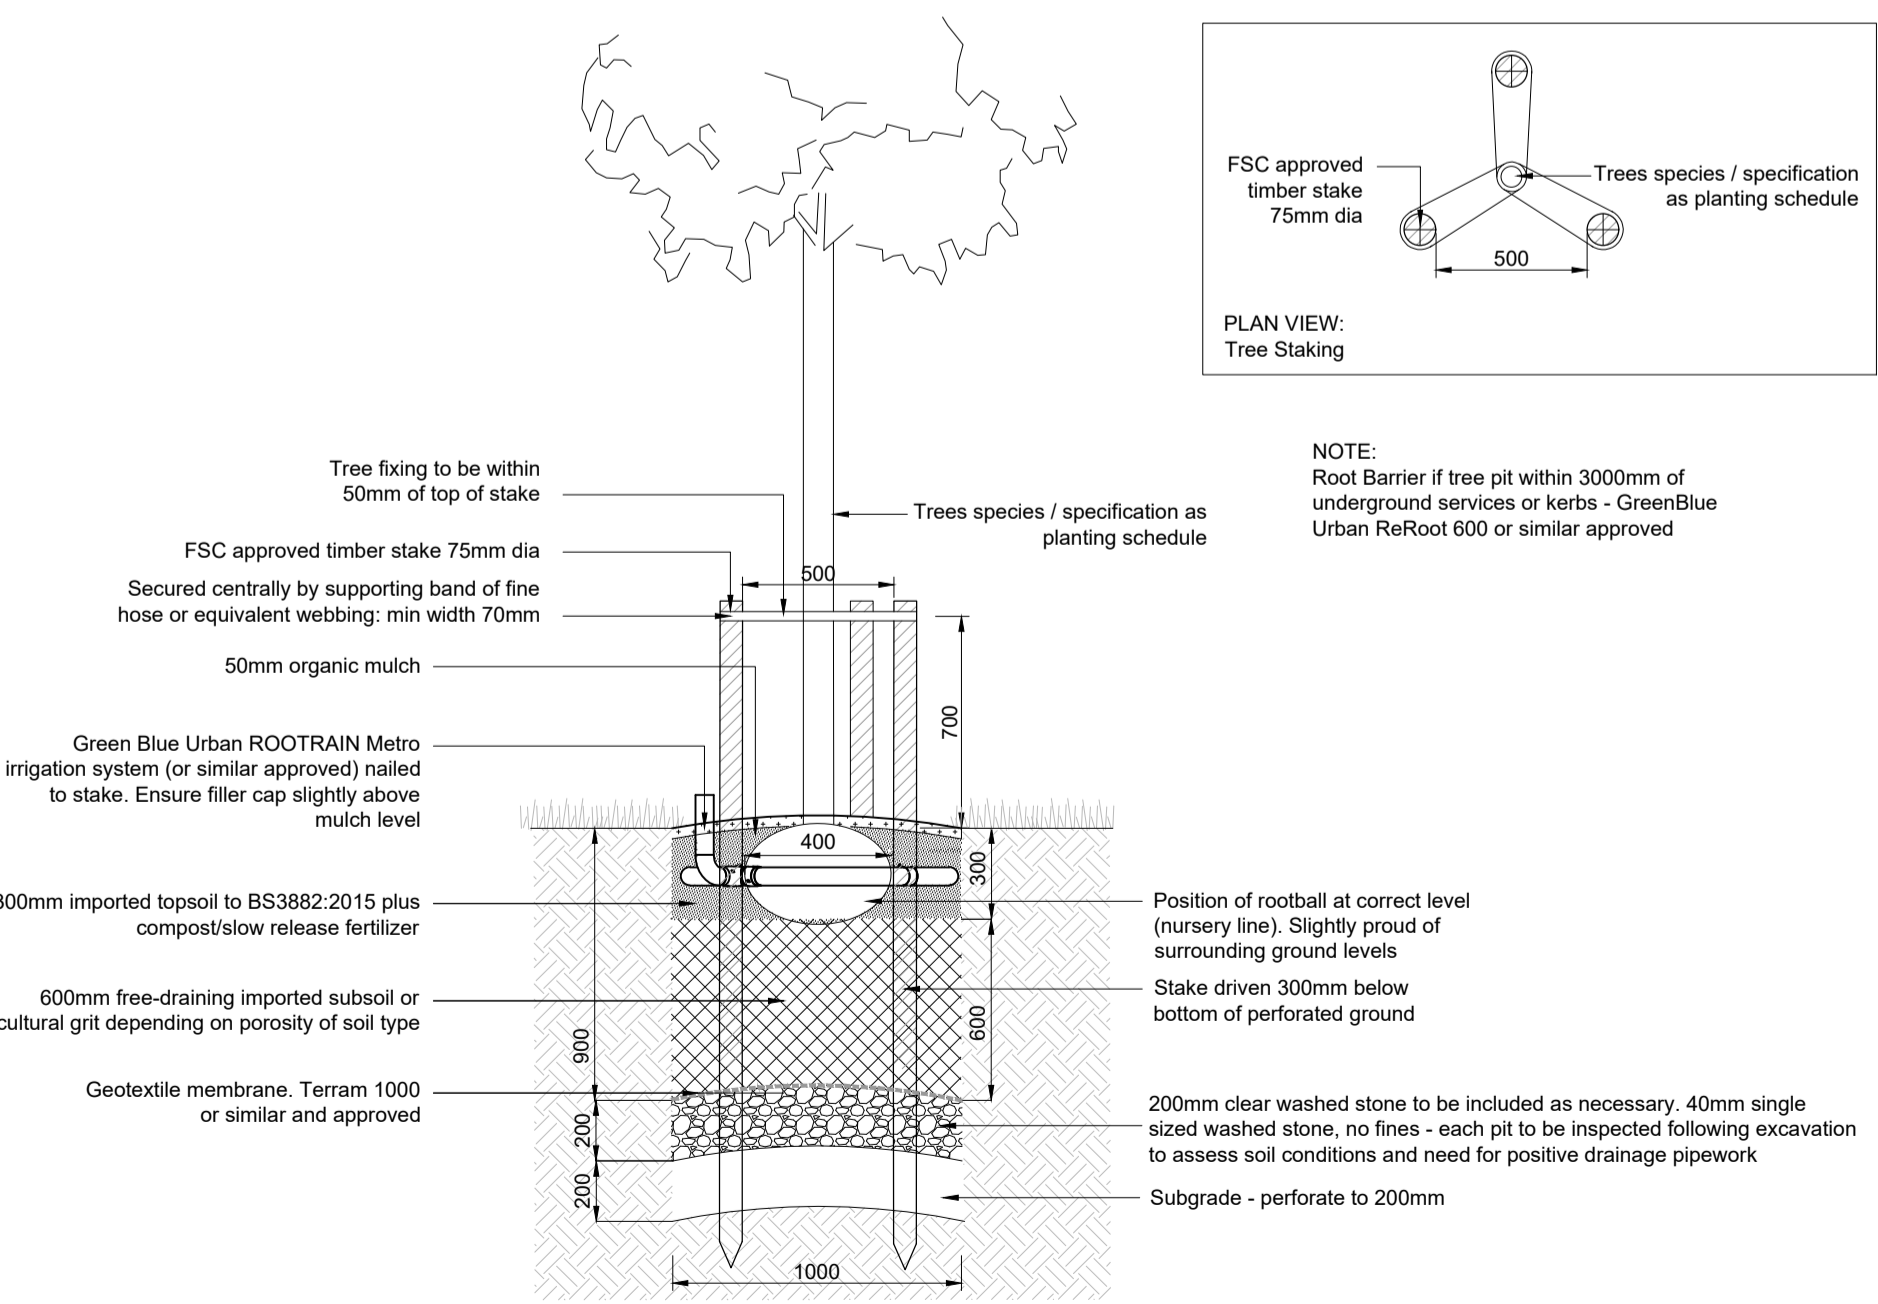 FSC approved
timber stake
75mm dia
Trees species / specification
as planting schedule
500
PLAN VIEW:
Tree Staking
NOTE:
Root Barrier if tree pit within 3000mm of
underground services or kerbs - GreenBlue
Urban ReRoot 600 or similar approved
Tree fixing to be within
50mm of top of stake
Trees species / specification as
planting schedule
FSC approved timber stake 75mm dia
500
Secured centrally by supporting band of fine
hose or equivalent webbing: min width 70mm
50mm organic mulch
700
Green Blue Urban ROOTRAIN Metro
irrigation system (or similar approved) nailed
to stake. Ensure filler cap slightly above
mulch level
400
300
300mm imported topsoil to BS3882:2015 plus
compost/slow release fertilizer
Position of rootball at correct level
(nursery line). Slightly proud of
surrounding ground levels
600mm free-draining imported subsoil or
cultural grit depending on porosity of soil type
Stake driven 300mm below
bottom of perforated ground
900
600
Geotextile membrane. Terram 1000
or similar and approved
200
200mm clear washed stone to be included as necessary. 40mm single
sized washed stone, no fines - each pit to be inspected following excavation
to assess soil conditions and need for positive drainage pipework
200
Subgrade - perforate to 200mm
1000